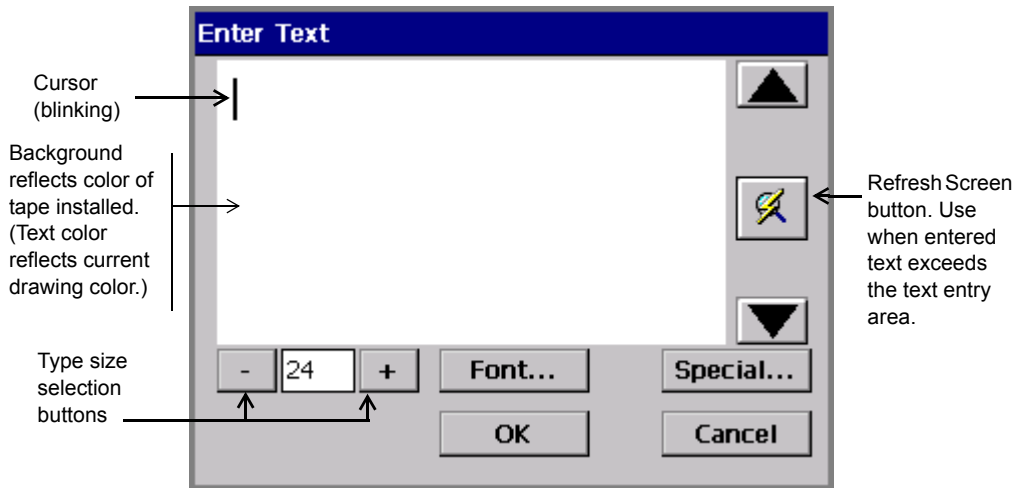 Enter Text
Cursor
(blinking)
Background
reflects color of
tape installed.
(Text color
reflects current
drawing color.)
Refresh Screen
button. Use
when entered
text exceeds
the text entry
area.
Type size
selection
buttons
- 24 + Font... Special...
OK Cancel